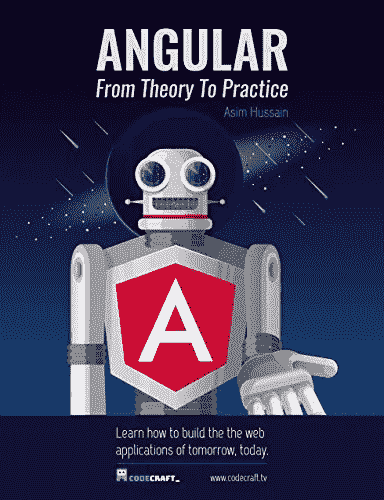 ANGULAR
From Theory To Practice
Asim Hussain
A
Learn how to build the the web
applications of tomorrow, today.
CODECRAFT_ www.codecraft.tv